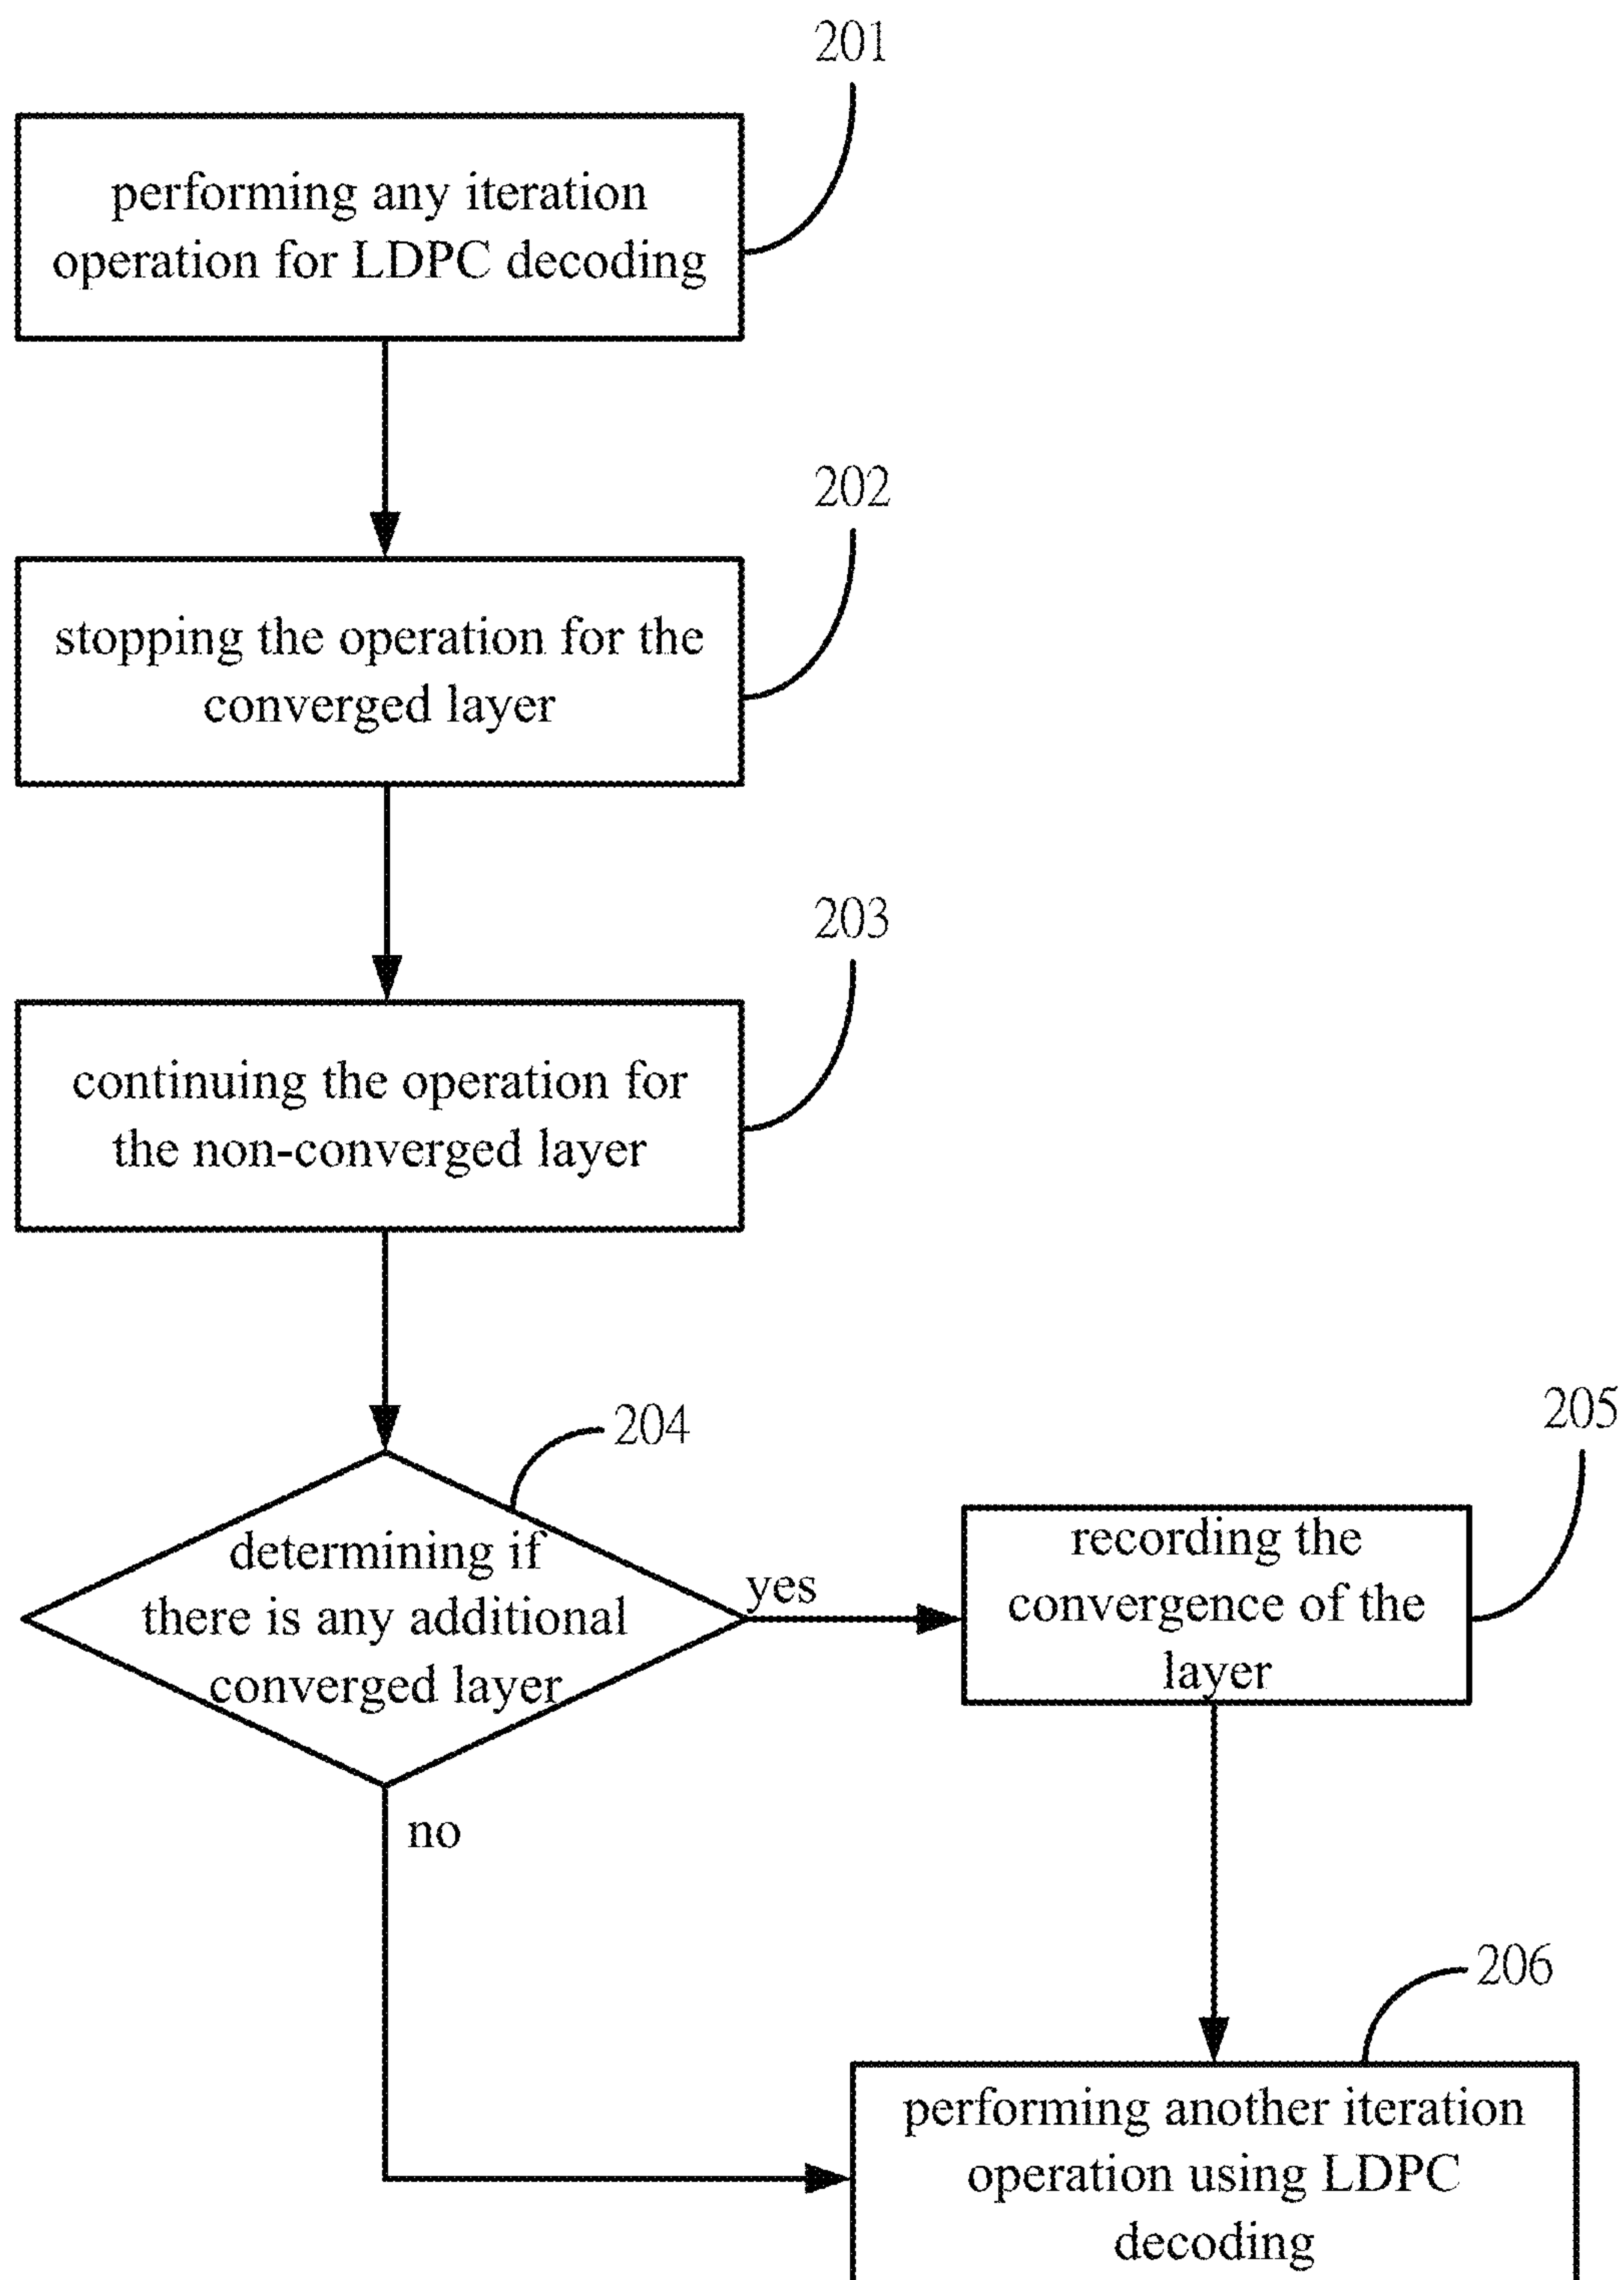 201
performing any iteration
operation for LDPC decoding
202
stopping the operation for the
converged layer
203
continuing the operation for
the non-converged layer
204
determining if
there is any additional
converged layer
yes
205
recording the
convergence of the
layer
no
206
performing another iteration
operation using LDPC
decoding